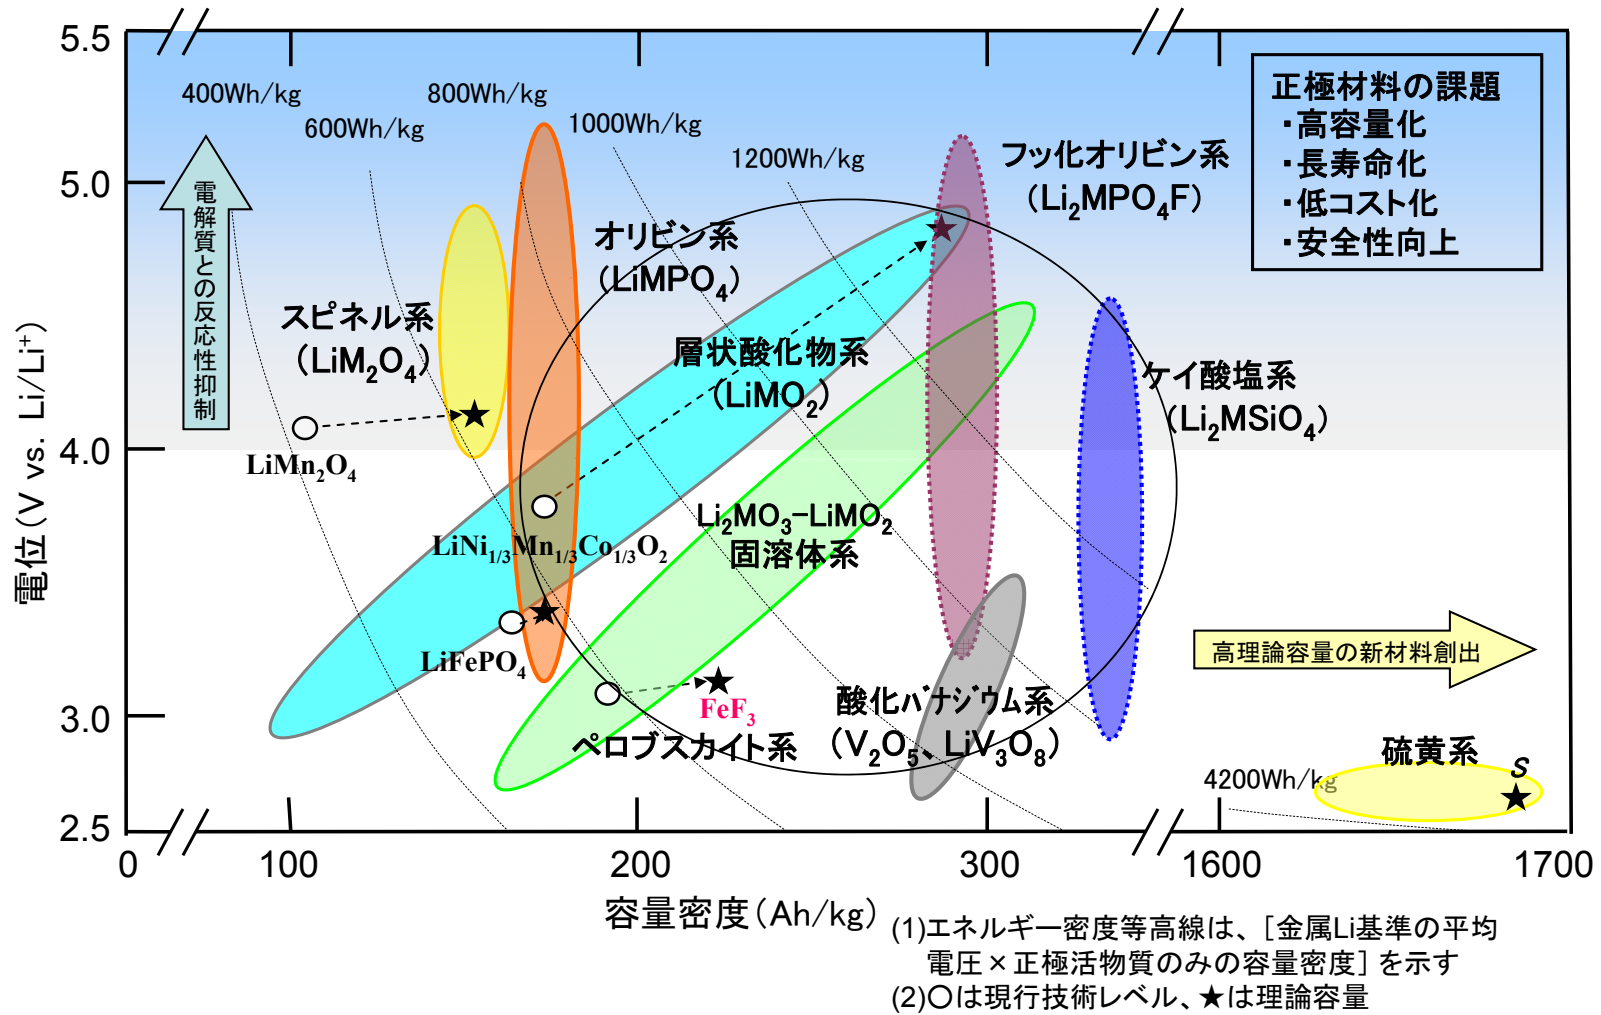 5.5
5.0
4.0
3.0
2.5
電位(V vs. Li/Li⁺)
400Wh/kg
600Wh/kg
800Wh/kg
1000Wh/kg
1200Wh/kg
4200Wh/kg
電解質との反応性抑制
正極材料の課題
・高容量化
・長寿命化
・低コスト化
・安全性向上
フッ化オリビン系
(Li₂MPO₄F)
オリビン系
(LiMPO₄)
スピネル系
(LiM₂O₄)
層状酸化物系
(LiMO₂)
ケイ酸塩系
(Li₂MSiO₄)
LiMn₂O₄
Li₂MO₃−LiMO₂
固溶体系
LiNi₁/₃Mn₁/₃Co₁/₃O₂
LiFePO₄
FeF₃
ペロブスカイト系
酸化バナジウム系
(V₂O₅、LiV₃O₈)
高理論容量の新材料創出
硫黄系
S
0
100
200
300
1600
1700
容量密度(Ah/kg)
(1)エネルギー密度等高線は、[金属Li基準の平均
電圧×正極活物質のみの容量密度]を示す
(2)○は現行技術レベル、★は理論容量